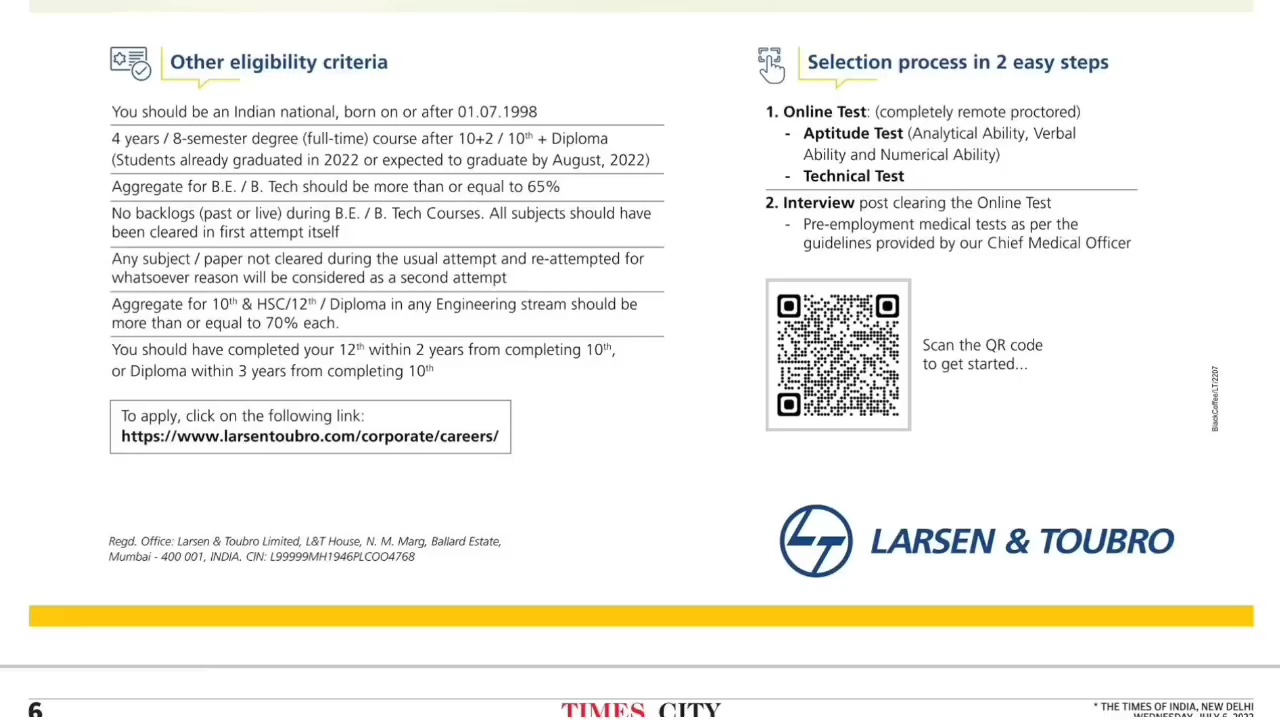 Other eligibility criteria
You should be an Indian national, born on or after 01.07.1998
4 years / 8-semester degree (full-time) course after 10+2 / 10th + Diploma
(Students already graduated in 2022 or expected to graduate by August, 2022)
Aggregate for B.E. / B. Tech should be more than or equal to 65%
No backlogs (past or live) during B.E. / B. Tech Courses. All subjects should have
been cleared in first attempt itself
Any subject / paper not cleared during the usual attempt and re-attempted for
whatsoever reason will be considered as a second attempt
Aggregate for 10th & HSC/12th / Diploma in any Engineering stream should be
more than or equal to 70% each.
You should have completed your 12th within 2 years from completing 10th,
or Diploma within 3 years from completing 10th
To apply, click on the following link:
https://www.larsentoubro.com/corporate/careers/
Regd. Office: Larsen & Toubro Limited, L&T House, N. M. Marg, Ballard Estate,
Mumbai - 400 001, INDIA. CIN: L99999MH1946PLCOO4768
Selection process in 2 easy steps
1. Online Test: (completely remote proctored)
- Aptitude Test (Analytical Ability, Verbal
Ability and Numerical Ability)
- Technical Test
2. Interview post clearing the Online Test
- Pre-employment medical tests as per the
guidelines provided by our Chief Medical Officer
Scan the QR code
to get started...
BlackCoffee/LT/2207
LT LARSEN & TOUBRO
6
TIMES CITY
* THE TIMES OF INDIA, NEW DELHI
WEDNESDAY, JULY 6, 2022